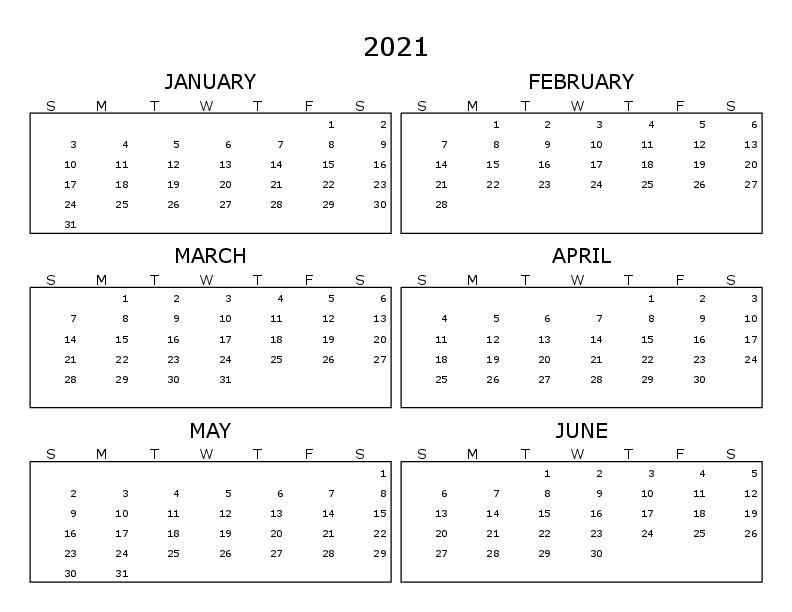 2021
JANUARY
S M T W T F S
1 2
3 4 5 6 7 8 9
10 11 12 13 14 15 16
17 18 19 20 21 22 23
24 25 26 27 28 29 30
31
FEBRUARY
S M T W T F S
1 2 3 4 5 6
7 8 9 10 11 12 13
14 15 16 17 18 19 20
21 22 23 24 25 26 27
28
MARCH
S M T W T F S
1 2 3 4 5 6
7 8 9 10 11 12 13
14 15 16 17 18 19 20
21 22 23 24 25 26 27
28 29 30 31
APRIL
S M T W T F S
1 2 3
4 5 6 7 8 9 10
11 12 13 14 15 16 17
18 19 20 21 22 23 24
25 26 27 28 29 30
MAY
S M T W T F S
1
2 3 4 5 6 7 8
9 10 11 12 13 14 15
16 17 18 19 20 21 22
23 24 25 26 27 28 29
30 31
JUNE
S M T W T F S
1 2 3 4 5
6 7 8 9 10 11 12
13 14 15 16 17 18 19
20 21 22 23 24 25 26
27 28 29 30